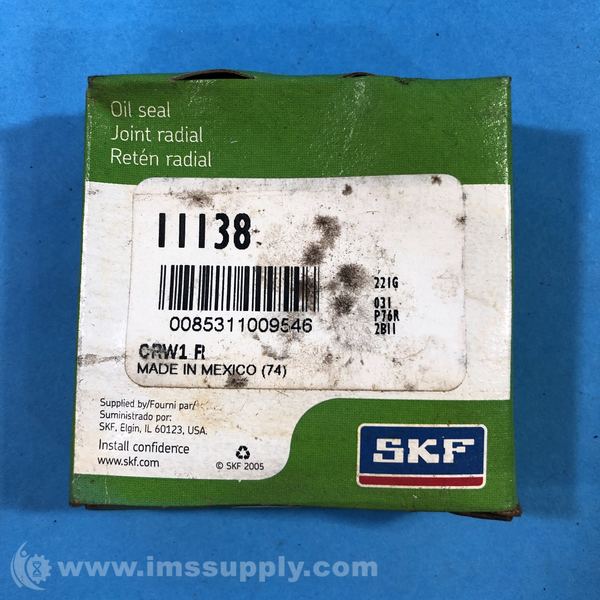 Oil seal
Joint radial
Retén radial
11138
0085311009546
221G
031
P76R
2B11
CRW1 R
MADE IN MEXICO (74)
Supplied by/Fourni par/
Suministrado por:
SKF, Elgin, IL 60123, USA.
Install confidence
www.skf.com
© SKF 2005
SKF
www.imssupply.com